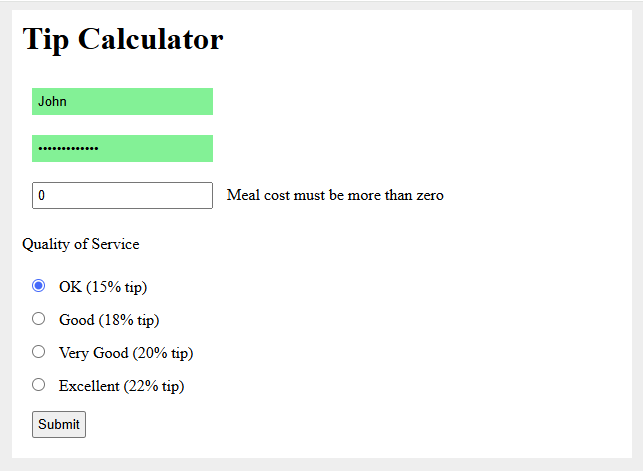 Tip Calculator
John
•••••••••••••
0 Meal cost must be more than zero
Quality of Service
OK (15% tip)
Good (18% tip)
Very Good (20% tip)
Excellent (22% tip)
Submit